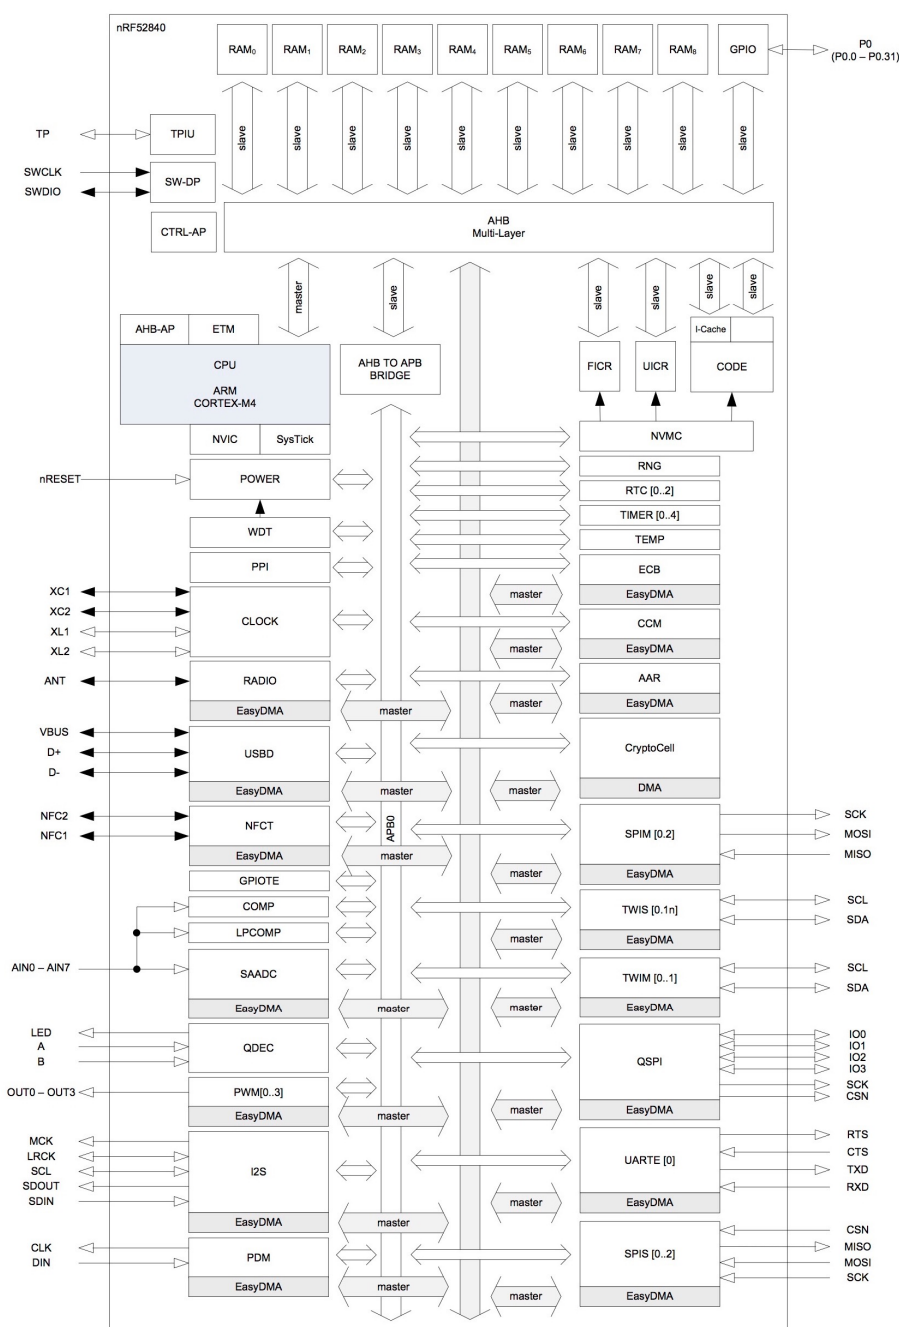 nRF52840
RAM0 RAM1 RAM2 RAM3 RAM4 RAM5 RAM6 RAM7 RAM8 GPIO
P0
(P0.0 – P0.31)
slave slave slave slave slave slave slave slave slave slave
TP
TPIU
SWCLK
SWDIO
SW-DP
CTRL-AP
AHB
Multi-Layer
master slave slave slave slave slave
AHB-AP ETM
I-Cache
CPU
ARM
CORTEX-M4
AHB TO APB
BRIDGE
FICR UICR CODE
NVIC SysTick
NVMC
nRESET
POWER
RNG
RTC [0..2]
WDT
TIMER [0..4]
TEMP
PPI
ECB
master EasyDMA
XC1
XC2
XL1
XL2
CLOCK
CCM
master EasyDMA
ANT
RADIO
EasyDMA master
AAR
master EasyDMA
VBUS
D+
D-
USBD
EasyDMA master
CryptoCell
master DMA
NFC2
NFC1
NFCT
EasyDMA master
APB0
SPIM [0.2]
master EasyDMA
SCK
MOSI
MISO
GPIOTE
COMP
LPCOMP
TWIS [0.1n]
master EasyDMA
SCL
SDA
AIN0 – AIN7
SAADC
EasyDMA master
TWIM [0..1]
master EasyDMA
SCL
SDA
LED
A
B
QDEC
QSPI
master EasyDMA
IO0
IO1
IO2
IO3
SCK
CSN
OUT0 – OUT3
PWM[0..3]
EasyDMA master
MCK
LRCK
SCL
SDOUT
SDIN
I2S
EasyDMA master
UARTE [0]
master EasyDMA
RTS
CTS
TXD
RXD
CLK
DIN
PDM
EasyDMA master
SPIS [0..2]
master EasyDMA
CSN
MISO
MOSI
SCK